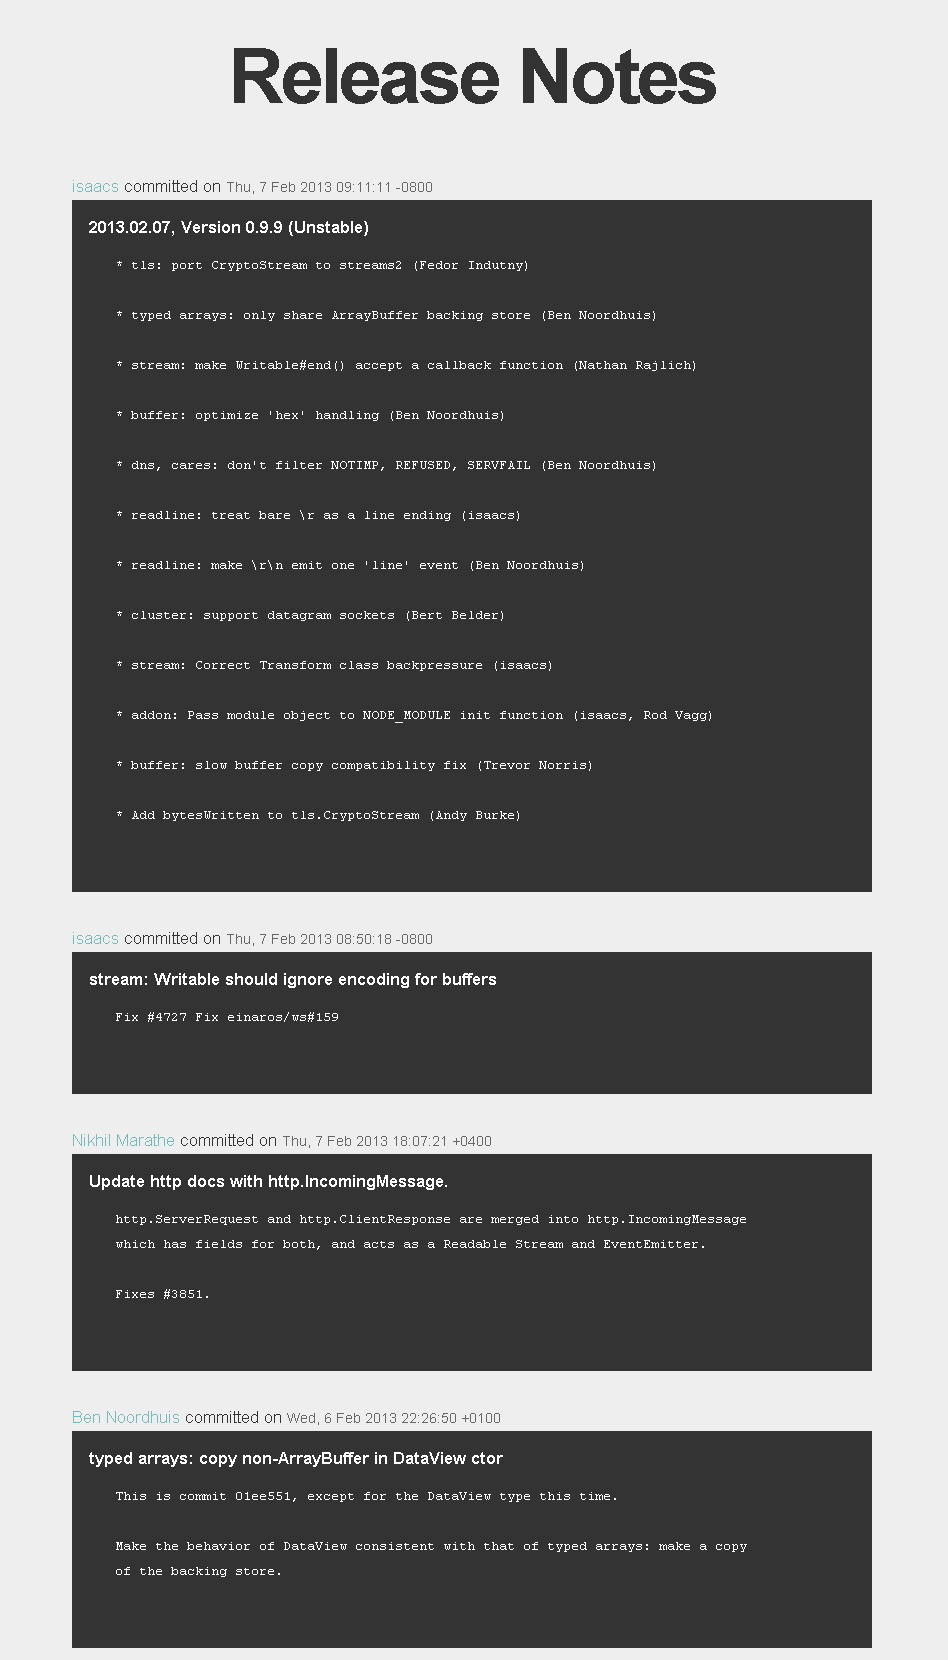 Release Notes
isaacs committed on Thu, 7 Feb 2013 09:11:11 -0800
2013.02.07, Version 0.9.9 (Unstable)
* tls: port CryptoStream to streams2 (Fedor Indutny)
* typed arrays: only share ArrayBuffer backing store (Ben Noordhuis)
* stream: make Writable#end() accept a callback function (Nathan Rajlich)
* buffer: optimize 'hex' handling (Ben Noordhuis)
* dns, cares: don't filter NOTIMP, REFUSED, SERVFAIL (Ben Noordhuis)
* readline: treat bare \r as a line ending (isaacs)
* readline: make \r\n emit one 'line' event (Ben Noordhuis)
* cluster: support datagram sockets (Bert Belder)
* stream: Correct Transform class backpressure (isaacs)
* addon: Pass module object to NODE_MODULE init function (isaacs, Rod Vagg)
* buffer: slow buffer copy compatibility fix (Trevor Norris)
* Add bytesWritten to tls.CryptoStream (Andy Burke)
isaacs committed on Thu, 7 Feb 2013 08:50:18 -0800
stream: Writable should ignore encoding for buffers
Fix #4727 Fix einaros/ws#159
Nikhil Marathe committed on Thu, 7 Feb 2013 18:07:21 +0400
Update http docs with http.IncomingMessage.
http.ServerRequest and http.ClientResponse are merged into http.IncomingMessage
which has fields for both, and acts as a Readable Stream and EventEmitter.
Fixes #3851.
Ben Noordhuis committed on Wed, 6 Feb 2013 22:26:50 +0100
typed arrays: copy non-ArrayBuffer in DataView ctor
This is commit 01ee551, except for the DataView type this time.
Make the behavior of DataView consistent with that of typed arrays: make a copy
of the backing store.